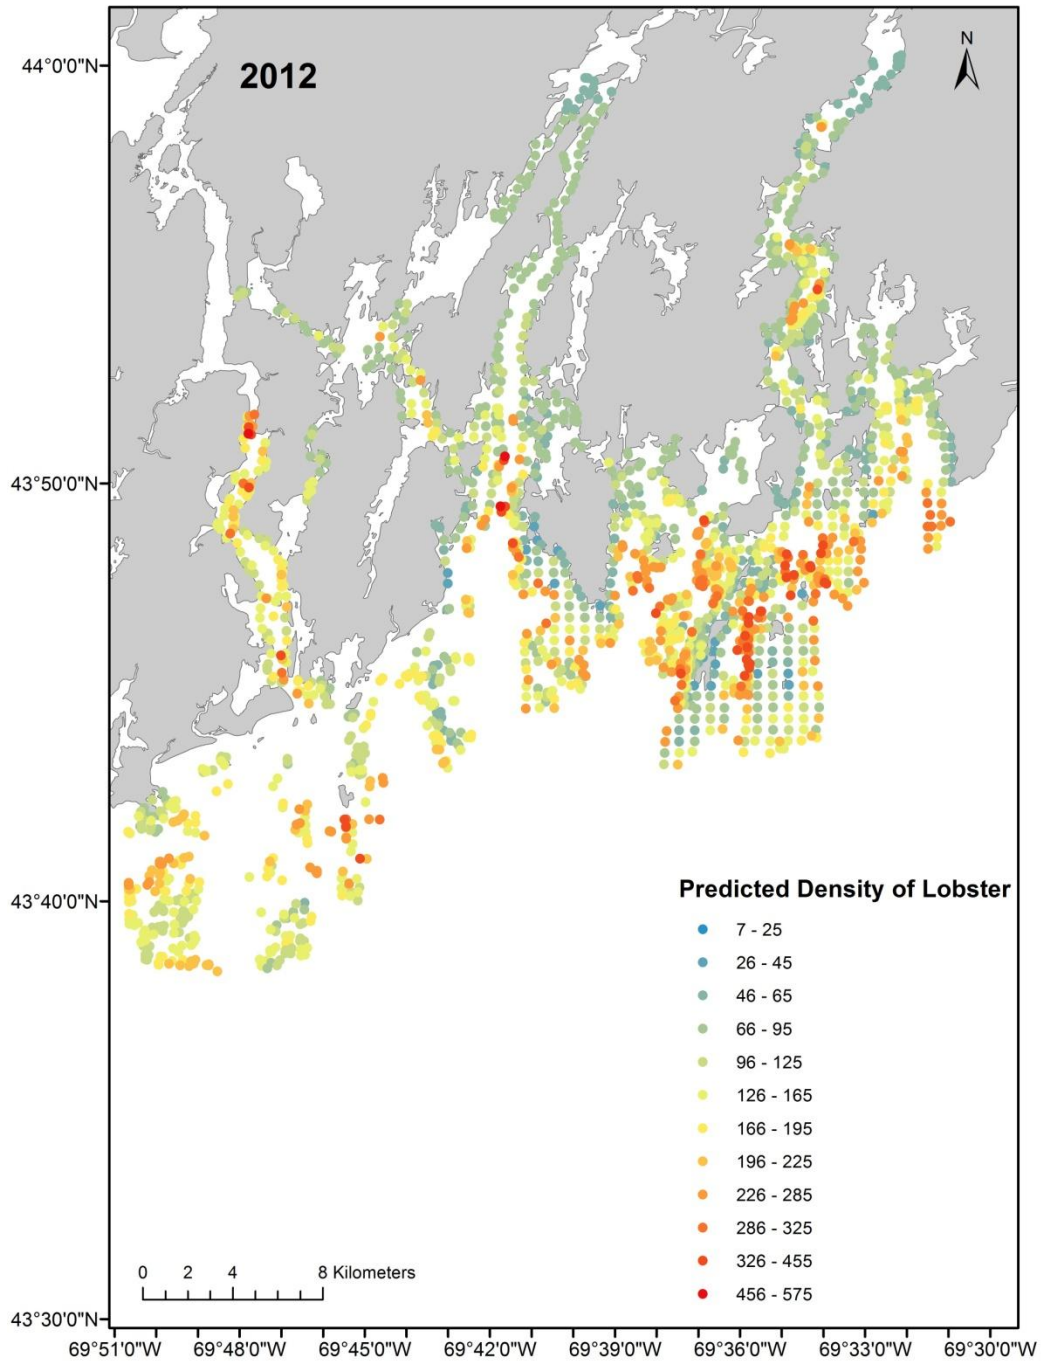 2012
N
44°0'0"N
43°50'0"N
43°40'0"N
43°30'0"N
Predicted Density of Lobster
7 - 25
26 - 45
46 - 65
66 - 95
96 - 125
126 - 165
166 - 195
196 - 225
226 - 285
286 - 325
326 - 455
456 - 575
0 2 4 8 Kilometers
69°51'0"W 69°48'0"W 69°45'0"W 69°42'0"W 69°39'0"W 69°36'0"W 69°33'0"W 69°30'0"W